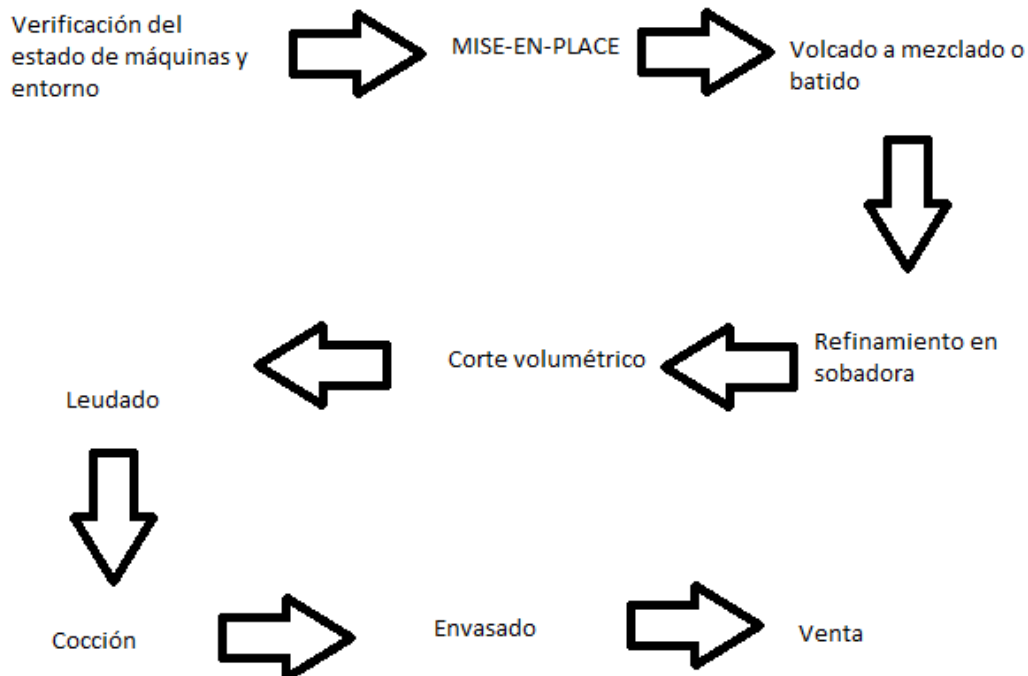 Verificación del
estado de máquinas y
entorno
MISE-EN-PLACE
Volcado a mezclado o
batido
Refinamiento en
sobadora
Corte volumétrico
Leudado
Cocción
Envasado
Venta